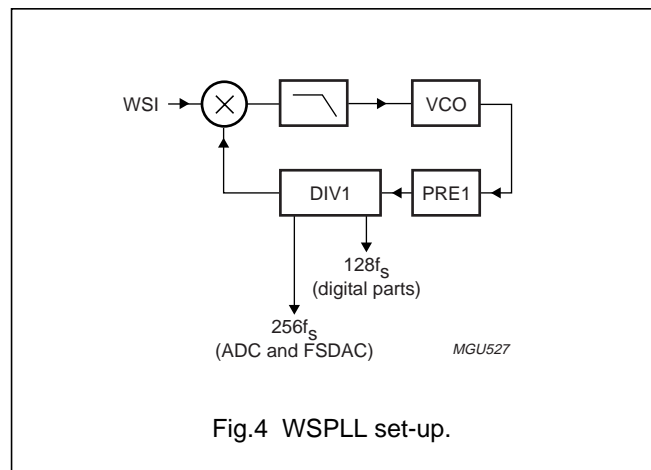 WSI
×
VCO
DIV1
PRE1
128fs
(digital parts)
256fs
(ADC and FSDAC)
MGU527
Fig.4 WSPLL set-up.